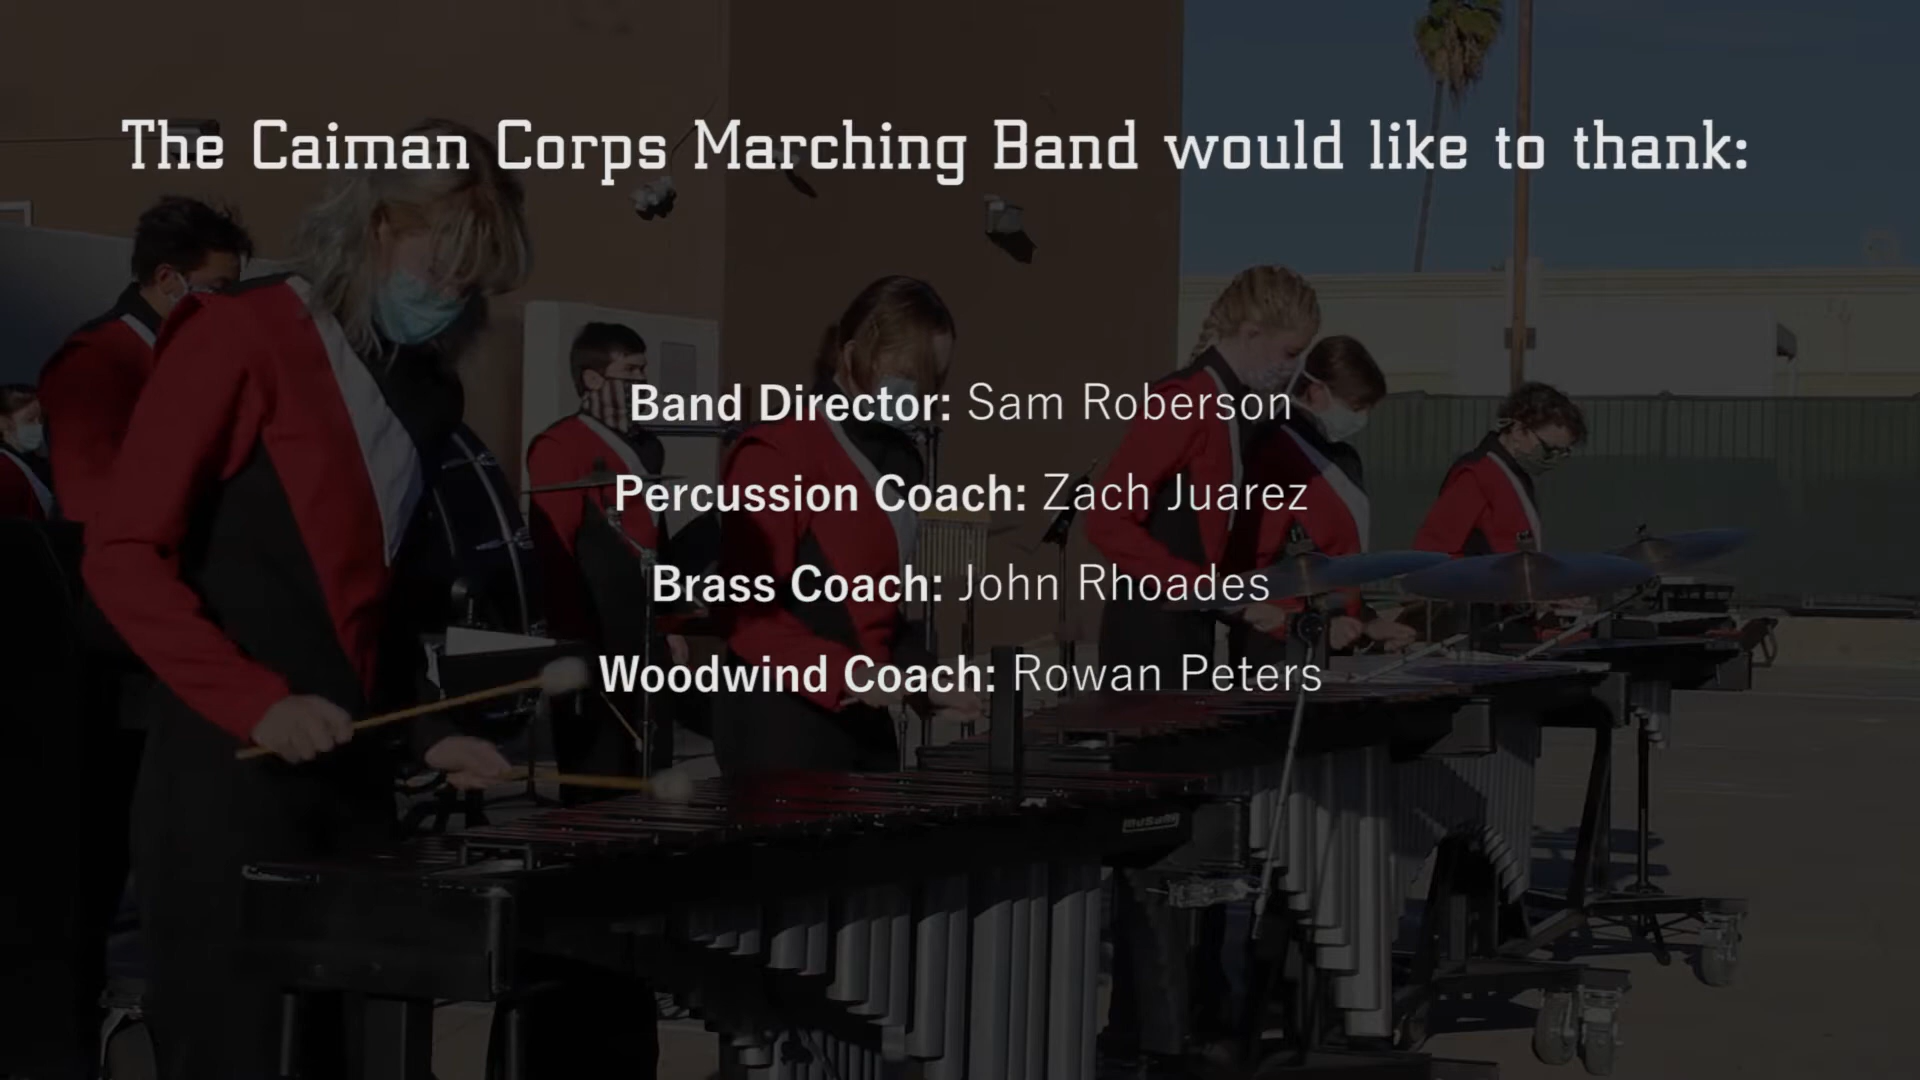 The Caiman Corps Marching Band would like to thank:
Band Director: Sam Roberson
Percussion Coach: Zach Juarez
Brass Coach: John Rhoades
Woodwind Coach: Rowan Peters
musang